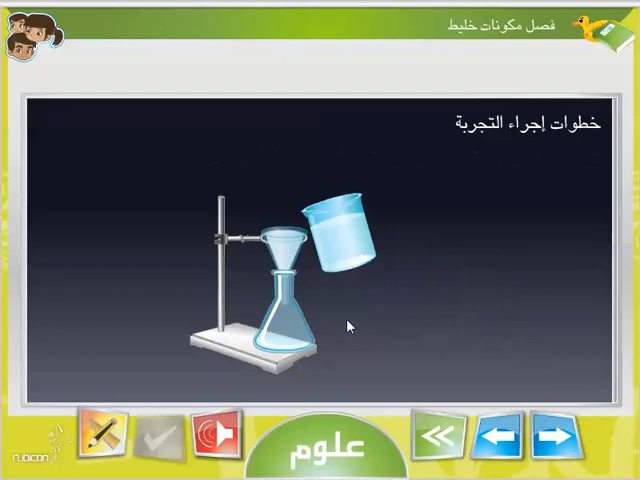 فصل مكونات خليط
خطوات إجراء التجربة
علوم
rubicon